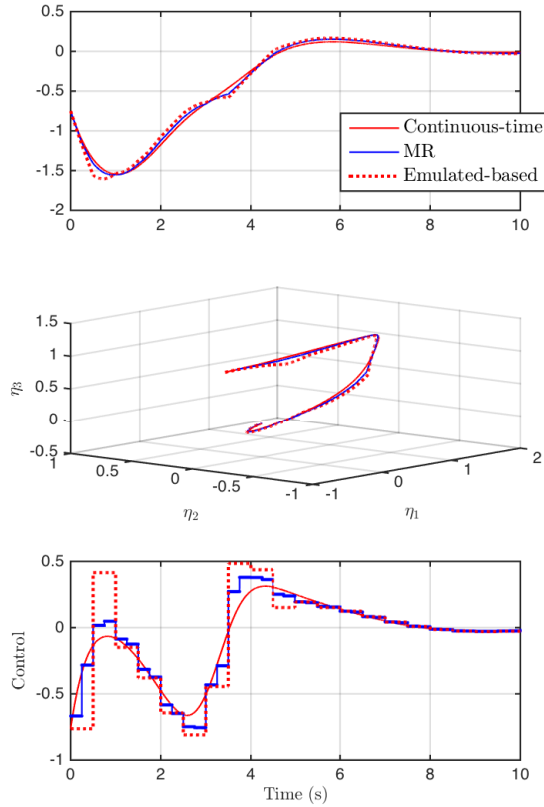 0.5
0
-0.5
-1
-1.5
-2
0 2 4 6 8 10
Continuous-time
MR
Emulated-based
1.5
1
0.5
0
-0.5
η3
1 0.5 0 -0.5 -1
η2
-1 0 1 2
η1
0.5
0
-0.5
-1
Control
0 2 4 6 8 10
Time (s)